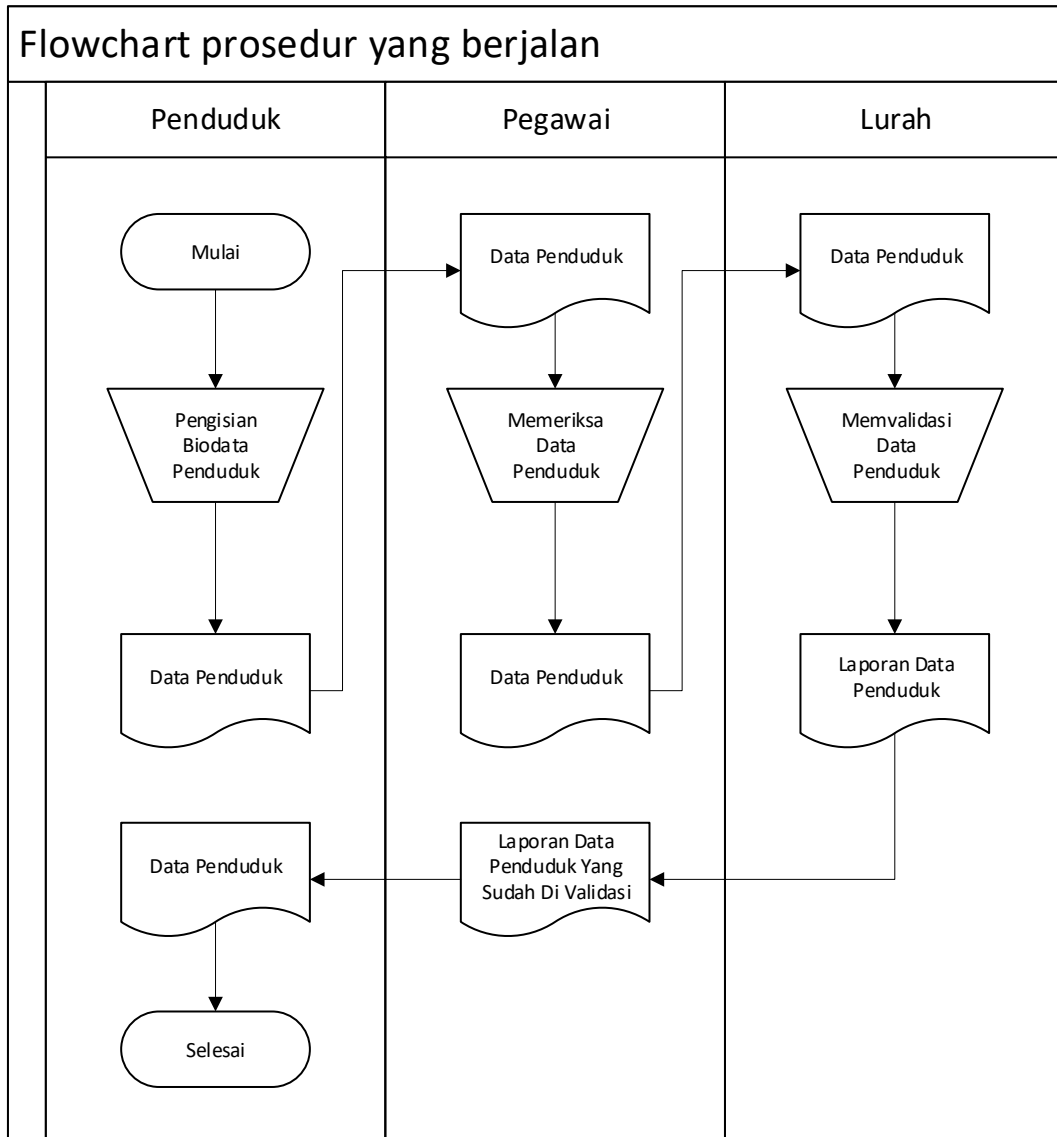 Flowchart prosedur yang berjalan
Penduduk
Pegawai
Lurah
Mulai
Pengisian
Biodata
Penduduk
Data Penduduk
Data Penduduk
Memeriksa
Data
Penduduk
Data Penduduk
Data Penduduk
Memvalidasi
Data
Penduduk
Laporan Data
Penduduk
Laporan Data
Penduduk Yang
Sudah Di Validasi
Data Penduduk
Selesai